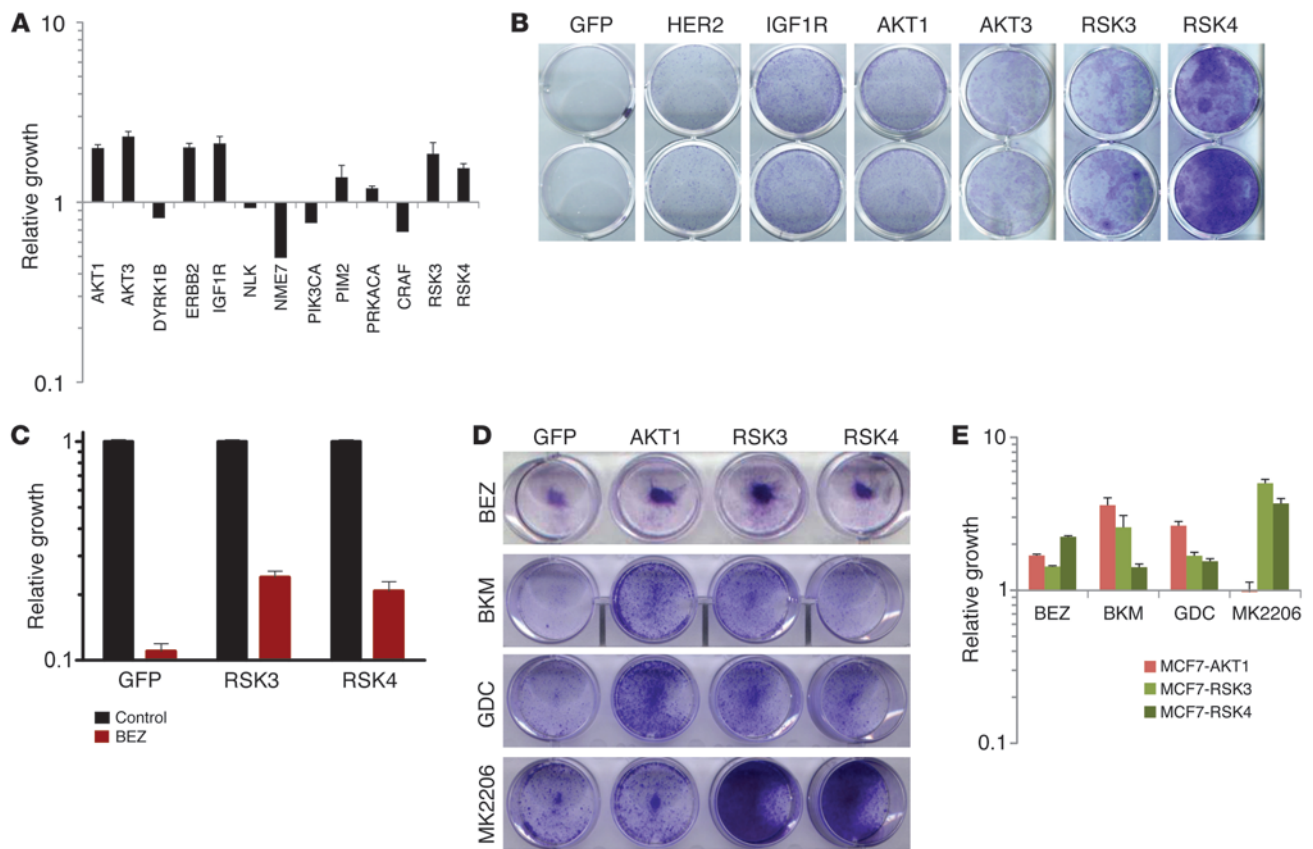 A
10
1
0.1
Relative growth
AKT1
AKT3
DYRK1B
ERBB2
IGF1R
NLK
NME7
PIK3CA
PIM2
PRKACA
CRAF
RSK3
RSK4
B
GFP HER2 IGF1R AKT1 AKT3 RSK3 RSK4
C
1
0.1
Relative growth
GFP RSK3 RSK4
Control
BEZ
D
GFP AKT1 RSK3 RSK4
BEZ
BKM
GDC
MK2206
E
10
1
0.1
Relative growth
BEZ BKM GDC MK2206
MCF7-AKT1
MCF7-RSK3
MCF7-RSK4